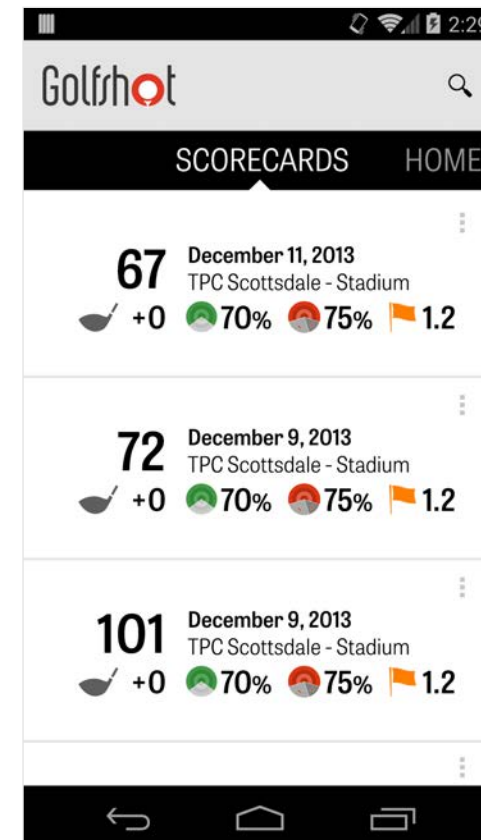 2:29
Golfshot
SCORECARDS HOME
67 December 11, 2013
TPC Scottsdale - Stadium
+0 70% 75% 1.2
72 December 9, 2013
TPC Scottsdale - Stadium
+0 70% 75% 1.2
101 December 9, 2013
TPC Scottsdale - Stadium
+0 70% 75% 1.2